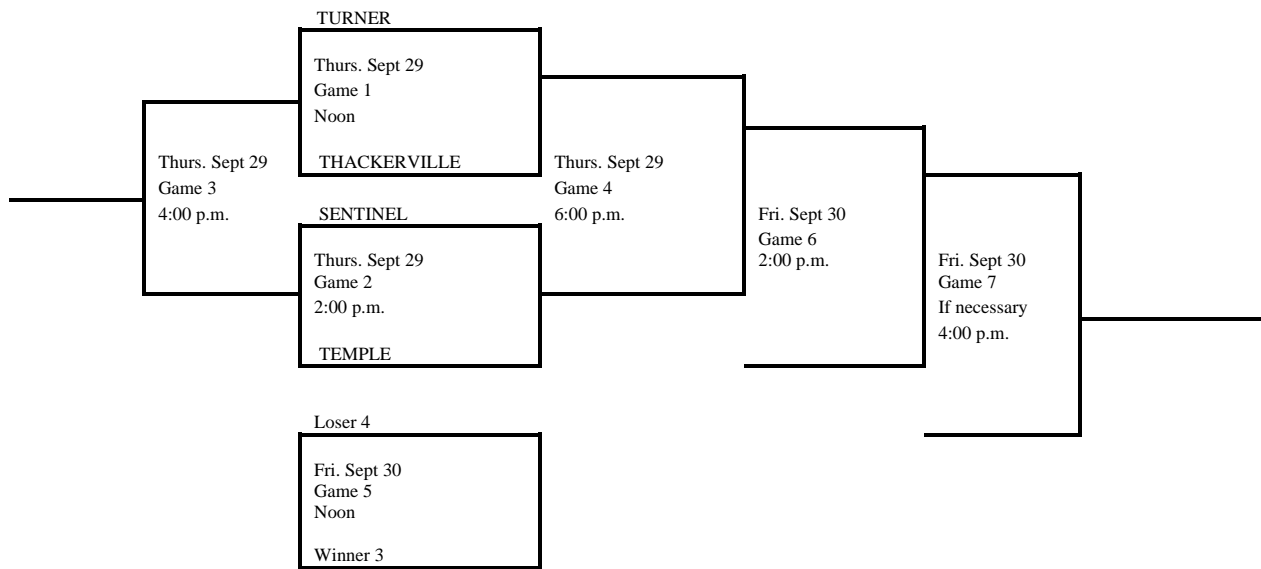 TURNER
Thurs. Sept 29
Game 1
Noon
THACKERVILLE
Thurs. Sept 29
Game 3
4:00 p.m.
SENTINEL
Thurs. Sept 29
Game 2
2:00 p.m.
TEMPLE
Thurs. Sept 29
Game 4
6:00 p.m.
Fri. Sept 30
Game 6
2:00 p.m.
Fri. Sept 30
Game 7
If necessary
4:00 p.m.
Loser 4
Fri. Sept 30
Game 5
Noon
Winner 3